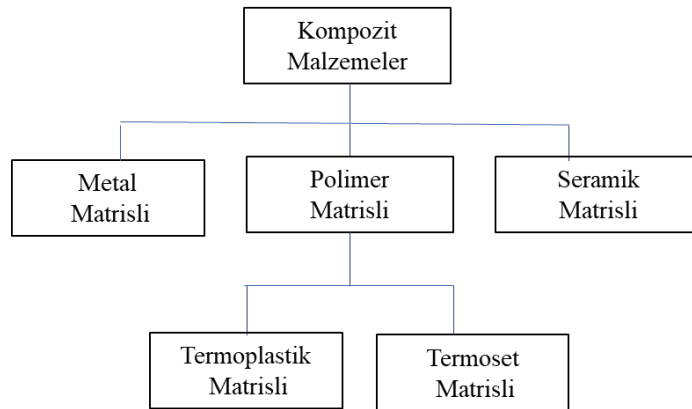 Kompozit
Malzemeler
Metal
Matrisli
Polimer
Matrisli
Seramik
Matrisli
Termoplastik
Matrisli
Termoset
Matrisli